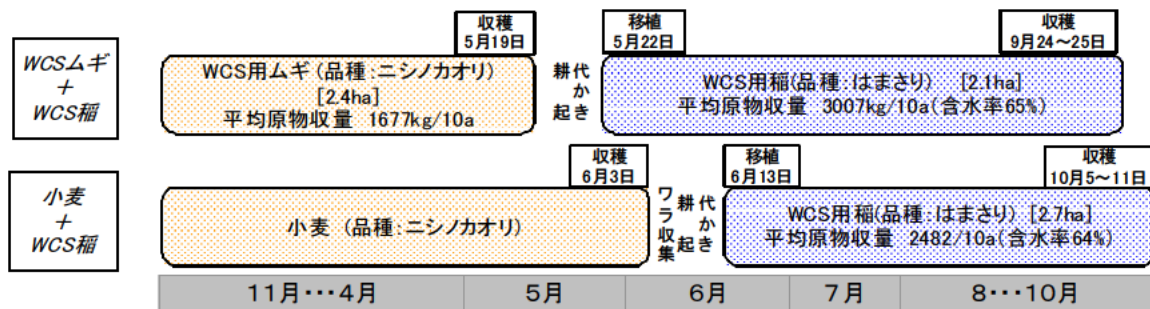 WCSムギ
+
WCS稲
収穫
5月19日
WCS用ムギ(品種:ニシノカオリ)
[2.4ha]
平均原物収量 1677kg/10a
耕起
代かき
移植
5月22日
収穫
9月24~25日
WCS用稲(品種:はまさり) [2.1ha]
平均原物収量 3007kg/10a(含水率65%)
小麦
+
WCS稲
収穫
6月3日
小麦 (品種:ニシノカオリ)
ワラ収集
耕起
代かき
移植
6月13日
収穫
10月5~11日
WCS用稲(品種:はまさり) [2.7ha]
平均原物収量 2482/10a(含水率64%)
11月・・・4月
5月
6月
7月
8・・・10月